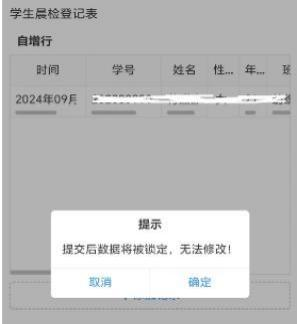 学生晨检登记表
自增行
时间 学号 姓名 性... 年... 班
2024年09月
提示
提交后数据将被锁定，无法修改！
取消 确定